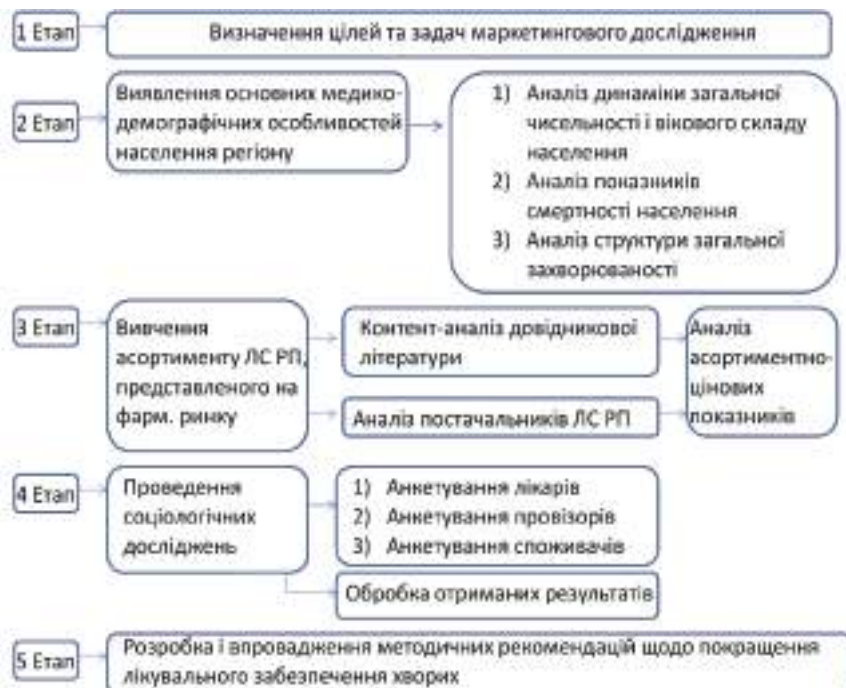 1 Етап
Визначення цілей та задач маркетингового дослідження
2 Етап
Виявлення основних медико-
демографічних особливостей
населення регіону
1) Аналіз динаміки загальної
чисельності і вікового складу
населення
2) Аналіз показників
смертності населення
3) Аналіз структури загальної
захворюваності
3 Етап
Вивчення
асортименту ЛС РП,
представленого на
фарм. ринку
Контент-аналіз довідникової
літератури
Аналіз постачальників ЛС РП
Аналіз
асортиментно-
цінових
показників
4 Етап
Проведення
соціологічних
досліджень
1) Анкетування лікарів
2) Анкетування провізорів
3) Анкетування споживачів
Обробка отриманих результатів
5 Етап
Розробка і впровадження методичних рекомендацій щодо покращення
лікувального забезпечення хворих